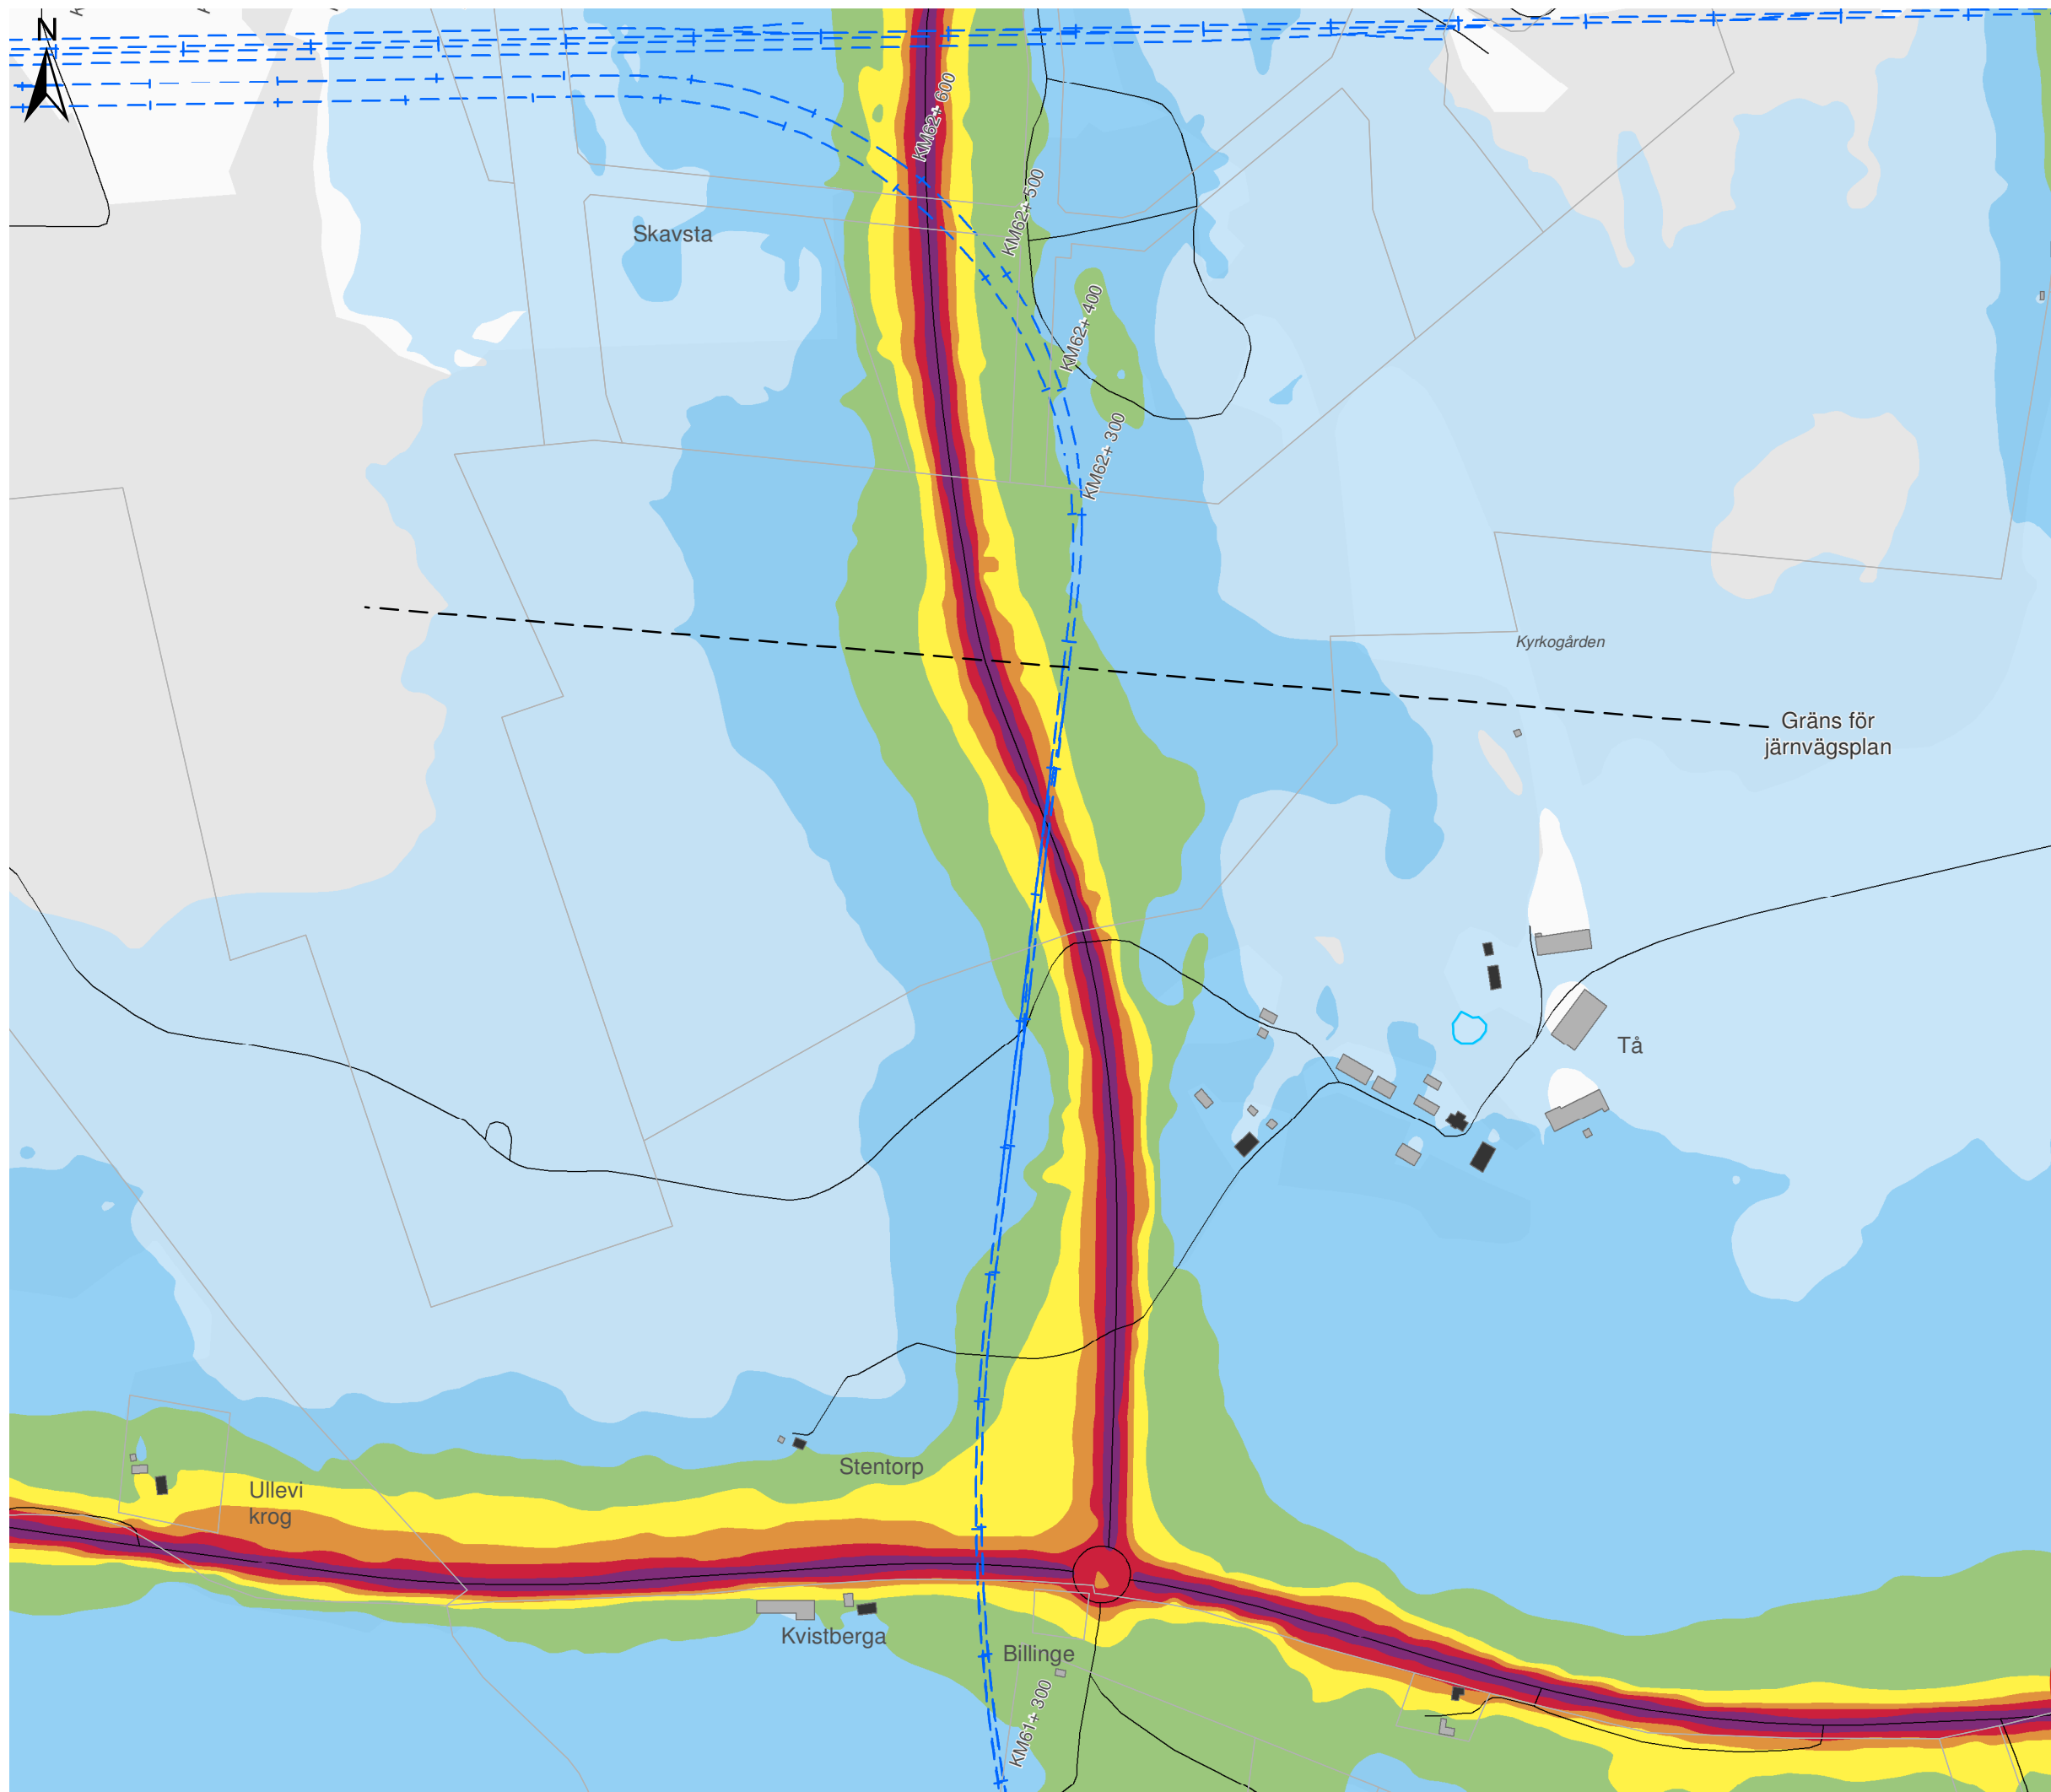 N
KM62+ 600
KM62+ 500
Skavsta
KM62+ 400
KM62+ 300
Kyrkogården
Gräns för
järnvägsplan
Tå
Stentorp
Ullevi
krog
Kvistberga
Billinge
KM61+ 300